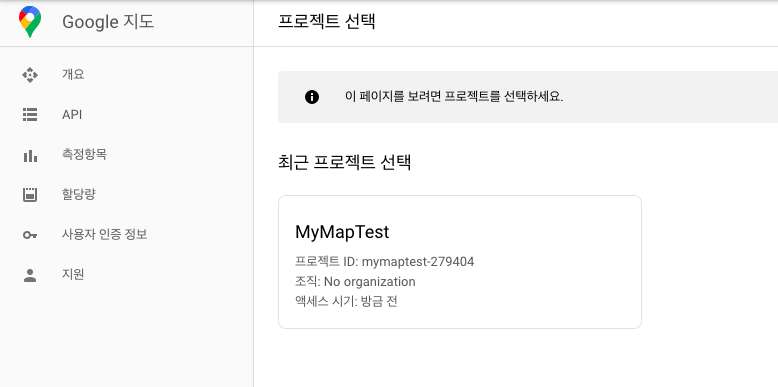 Google 지도
프로젝트 선택
개요
API
측정항목
할당량
사용자 인증 정보
지원
이 페이지를 보려면 프로젝트를 선택하세요.
최근 프로젝트 선택
MyMapTest
프로젝트 ID: mymaptest-279404
조직: No organization
액세스 시기: 방금 전